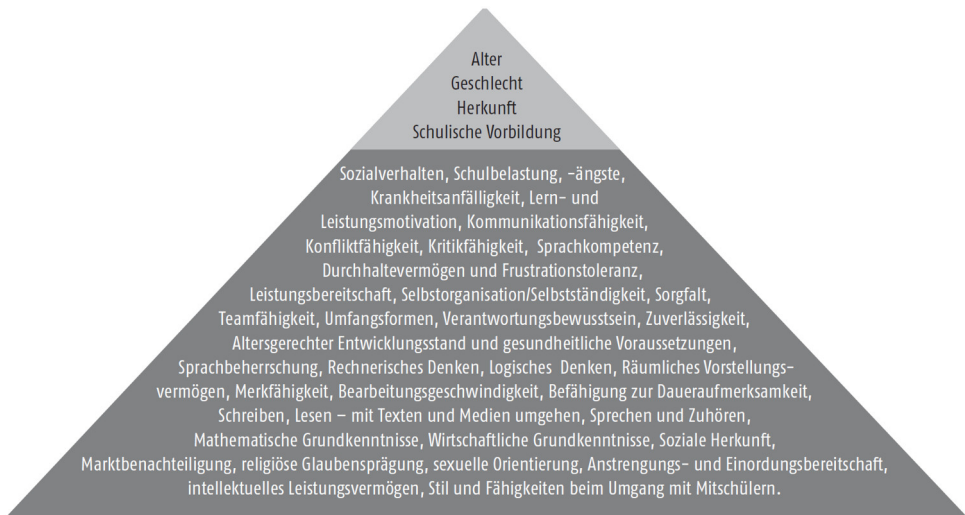 Alter
Geschlecht
Herkunft
Schulische Vorbildung
Sozialverhalten, Schulbelastung, -ängste,
Krankheitsanfälligkeit, Lern- und
Leistungsmotivation, Kommunikationsfähigkeit,
Konfliktfähigkeit, Kritikfähigkeit, Sprachkompetenz,
Durchhaltevermögen und Frustrationstoleranz,
Leistungsbereitschaft, Selbstorganisation/Selbstständigkeit, Sorgfalt,
Teamfähigkeit, Umfangsformen, Verantwortungsbewusstsein, Zuverlässigkeit,
Altersgerechter Entwicklungsstand und gesundheitliche Voraussetzungen,
Sprachbeherrschung, Rechnerisches Denken, Logisches Denken, Räumliches Vorstellungs-
vermögen, Merkfähigkeit, Bearbeitungsgeschwindigkeit, Befähigung zur Daueraufmerksamkeit,
Schreiben, Lesen – mit Texten und Medien umgehen, Sprechen und Zuhören,
Mathematische Grundkenntnisse, Wirtschaftliche Grundkenntnisse, Soziale Herkunft,
Marktbenachteiligung, religiöse Glaubensprägung, sexuelle Orientierung, Anstrengungs- und Einordungsbereitschaft,
intellektuelles Leistungsvermögen, Stil und Fähigkeiten beim Umgang mit Mitschülern.